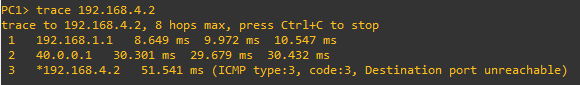 PC1> trace 192.168.4.2
trace to 192.168.4.2, 8 hops max, press Ctrl+C to stop
1 192.168.1.1 8.649 ms 9.972 ms 10.547 ms
2 40.0.0.1 30.301 ms 29.679 ms 30.432 ms
3 *192.168.4.2 51.541 ms (ICMP type:3, code:3, Destination port unreachable)